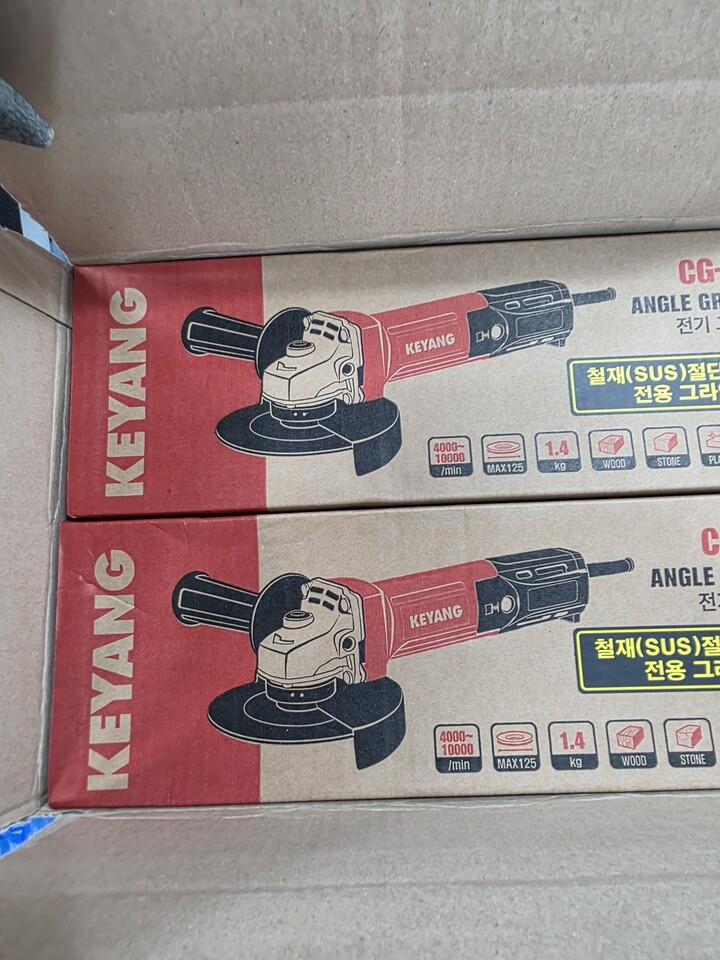 KEYANG
KEYANG
CG-
ANGLE GR
전기
철재(SUS)절단
전용 그라
4000~
10000
/min
MAX125
1.4
kg
WOOD
STONE
KEYANG
KEYANG
ANGLE
철재(SUS)절
전용 그라
4000~
10000
/min
MAX125
1.4
kg
WOOD
STONE